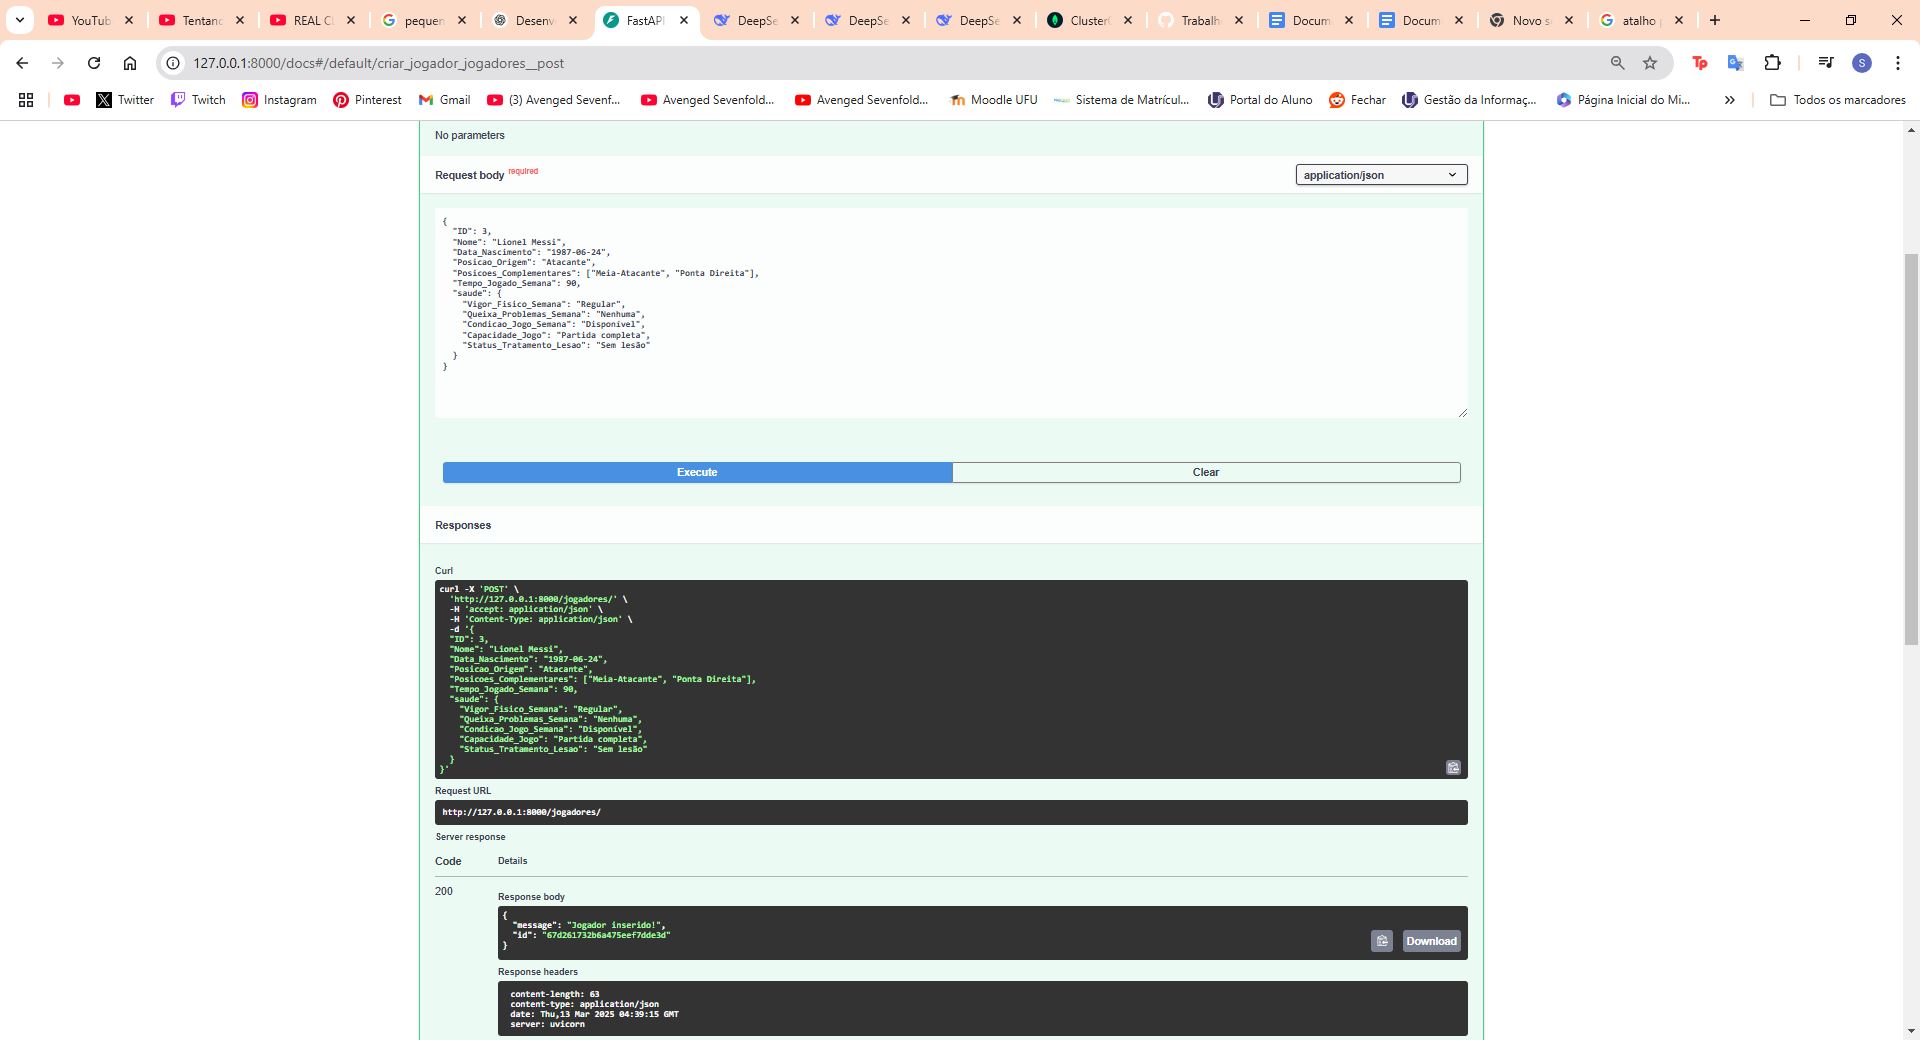 YouTub
Tentand
REAL Cl
pequen
Desenv
FastAPI
DeepSe
DeepSe
DeepSe
Cluster
Trabalh
Docum
Docum
Novo s
atalho
127.0.0.1:8000/docs#/default/criar_jogador_jogadores__post
Tp
S
Twitter
Twitch
Instagram
Pinterest
Gmail
(3) Avenged Sevenf...
Avenged Sevenfold...
Avenged Sevenfold...
Moodle UFU
Sistema de Matrícul...
Portal do Aluno
Fechar
Gestão da Informaç...
Página Inicial do Mi...
Todos os marcadores
No parameters
Request body required
application/json
{
"ID": 3,
"Nome": "Lionel Messi",
"Data_Nascimento": "1987-06-24",
"Posicao_Origem": "Atacante",
"Posicoes_Complementares": ["Meia-Atacante", "Ponta Direita"],
"Tempo_Jogado_Semana": 90,
"saude": {
"Vigor_Fisico_Semana": "Regular",
"Queixa_Problemas_Semana": "Nenhuma",
"Condicao_Jogo_Semana": "Disponível",
"Capacidade_Jogo": "Partida completa",
"Status_Tratamento_Lesao": "Sem lesão"
}
}
Execute
Clear
Responses
Curl
curl -X 'POST' \
'http://127.0.0.1:8000/jogadores/' \
-H 'accept: application/json' \
-H 'Content-Type: application/json' \
-d '{
"ID": 3,
"Nome": "Lionel Messi",
"Data_Nascimento": "1987-06-24",
"Posicao_Origem": "Atacante",
"Posicoes_Complementares": ["Meia-Atacante", "Ponta Direita"],
"Tempo_Jogado_Semana": 90,
"saude": {
"Vigor_Fisico_Semana": "Regular",
"Queixa_Problemas_Semana": "Nenhuma",
"Condicao_Jogo_Semana": "Disponível",
"Capacidade_Jogo": "Partida completa",
"Status_Tratamento_Lesao": "Sem lesão"
}
}'
Request URL
http://127.0.0.1:8000/jogadores/
Server response
Code
Details
200
Response body
{
"message": "Jogador inserido!",
"id": "67d261732b6a475eef7dde3d"
}
Download
Response headers
content-length: 63
content-type: application/json
date: Thu,13 Mar 2025 04:39:15 GMT
server: uvicorn